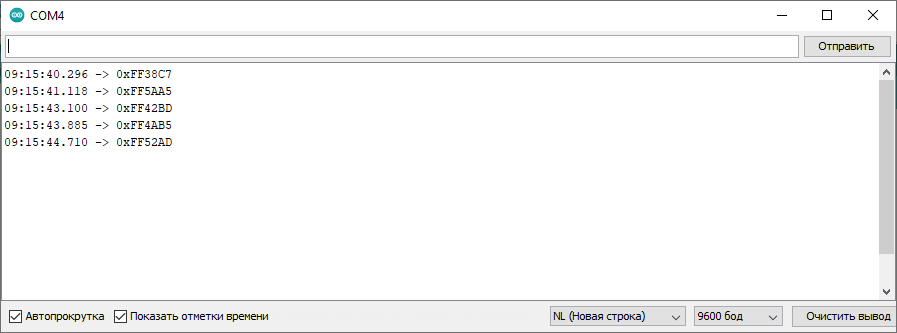 COM4
Отправить
09:15:40.296 -> 0xFF38C7
09:15:41.118 -> 0xFF5AA5
09:15:43.100 -> 0xFF42BD
09:15:43.885 -> 0xFF4AB5
09:15:44.710 -> 0xFF52AD
Автопрокрутка Показать отметки времени NL (Новая строка) 9600 бод Очистить вывод